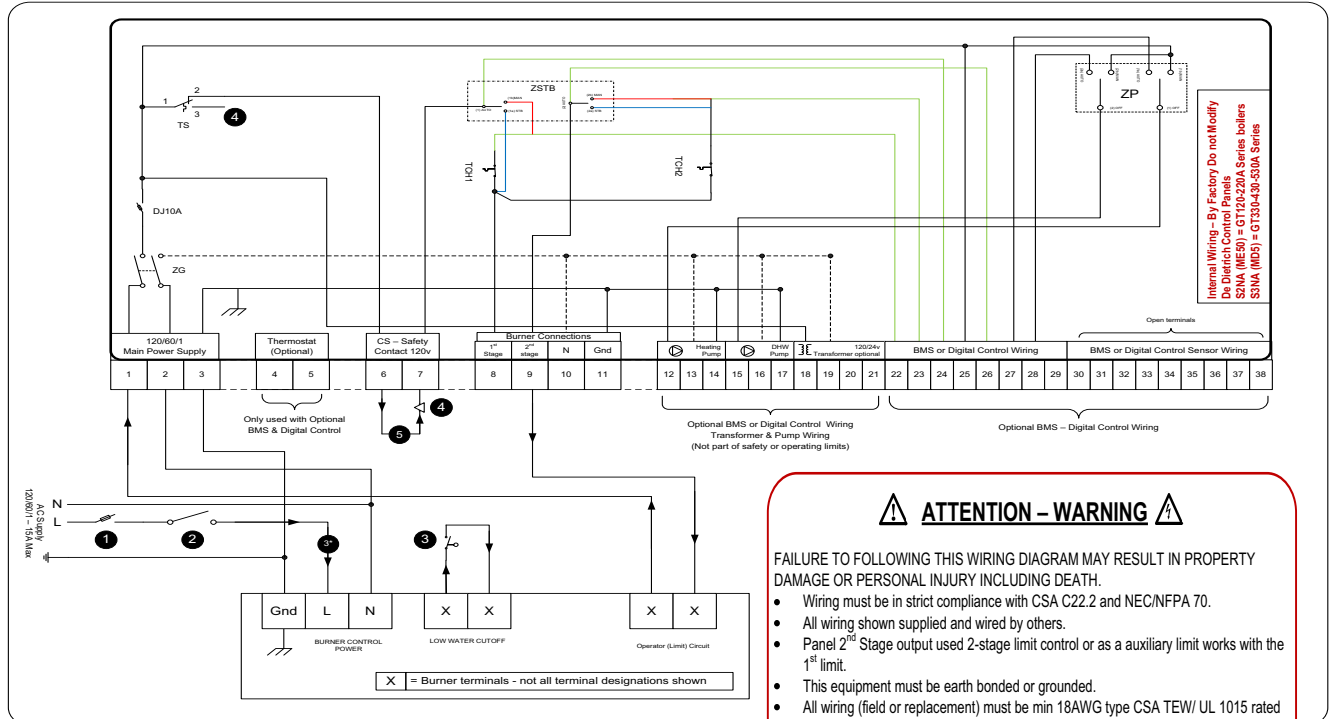 ZSTB
ZP
1
2
3
TS
4
DJ10A
ZG
TCH1
TCH2
Internal Wiring – By Factory Do not Modify
De Dietrich Control Panels
S2NA (ME50) = GT120-220A Series boilers
S3NA (MD5) = GT330-430-530A Series
Open terminals
120/60/1
Main Power Supply
Thermostat
(Optional)
CS – Safety
Contact 120v
Burner Connections
1st
Stage
2nd
stage
N
Gnd
Heating
Pump
DHW
Pump
120/24v
Transformer optional
BMS or Digital Control Wiring
BMS or Digital Control Sensor Wiring
1 2 3 4 5 6 7 8 9 10 11 12 13 14 15 16 17 18 19 20 21 22 23 24 25 26 27 28 29 30 31 32 33 34 35 36 37 38
Only used with Optional
BMS & Digital Control
4
5
Optional BMS or Digital Control Wiring
Transformer & Pump Wiring
(Not part of safety or operating limits)
Optional BMS – Digital Control Wiring
AC Supply
120/60/1 – 15A Max
N
L
1
2
3*
3
Gnd L N
BURNER CONTROL
POWER
X X
LOW WATER CUTOFF
X X
Operator (Limit) Circuit
X = Burner terminals - not all terminal designations shown
ATTENTION – WARNING
FAILURE TO FOLLOWING THIS WIRING DIAGRAM MAY RESULT IN PROPERTY
DAMAGE OR PERSONAL INJURY INCLUDING DEATH.
• Wiring must be in strict compliance with CSA C22.2 and NEC/NFPA 70.
• All wiring shown supplied and wired by others.
• Panel 2nd Stage output used 2-stage limit control or as a auxiliary limit works with the
1st limit.
• This equipment must be earth bonded or grounded.
• All wiring (field or replacement) must be min 18AWG type CSA TEW/ UL 1015 rated